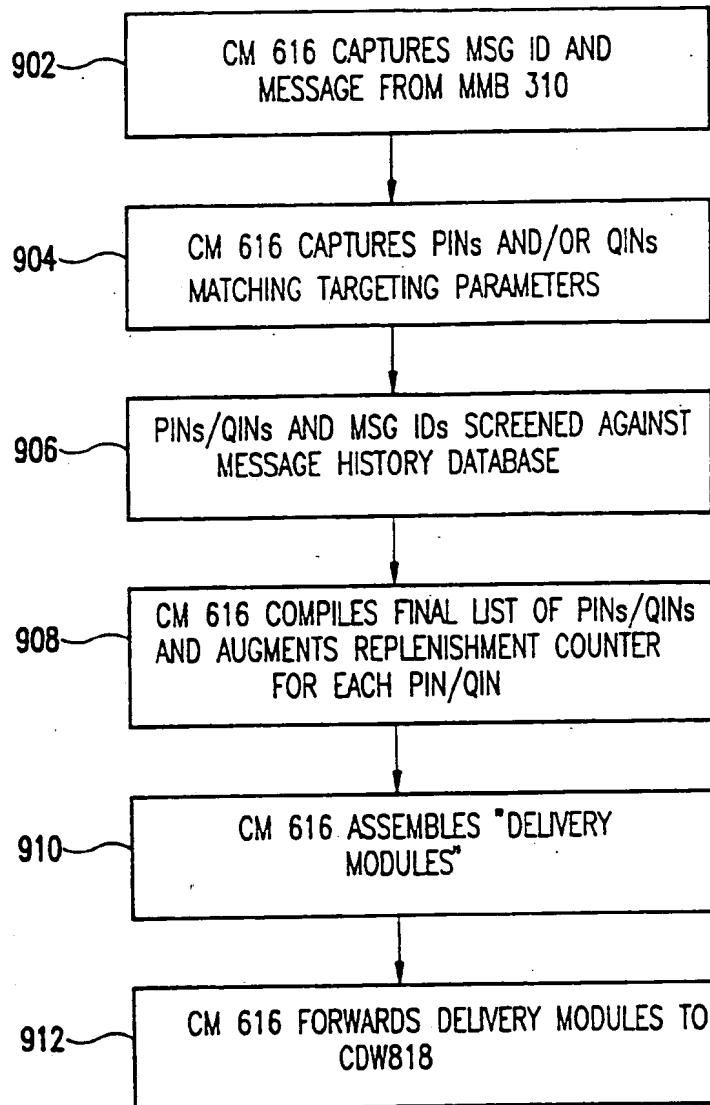 902
CM 616 CAPTURES MSG ID AND
MESSAGE FROM MMB 310
904
CM 616 CAPTURES PINs AND/OR QINs
MATCHING TARGETING PARAMETERS
906
PINs/QINs AND MSG IDs SCREENED AGAINST
MESSAGE HISTORY DATABASE
908
CM 616 COMPILES FINAL LIST OF PINs/QINs
AND AUGMENTS REPLENISHMENT COUNTER
FOR EACH PIN/QIN
910
CM 616 ASSEMBLES "DELIVERY
MODULES"
912
CM 616 FORWARDS DELIVERY MODULES TO
CDW818